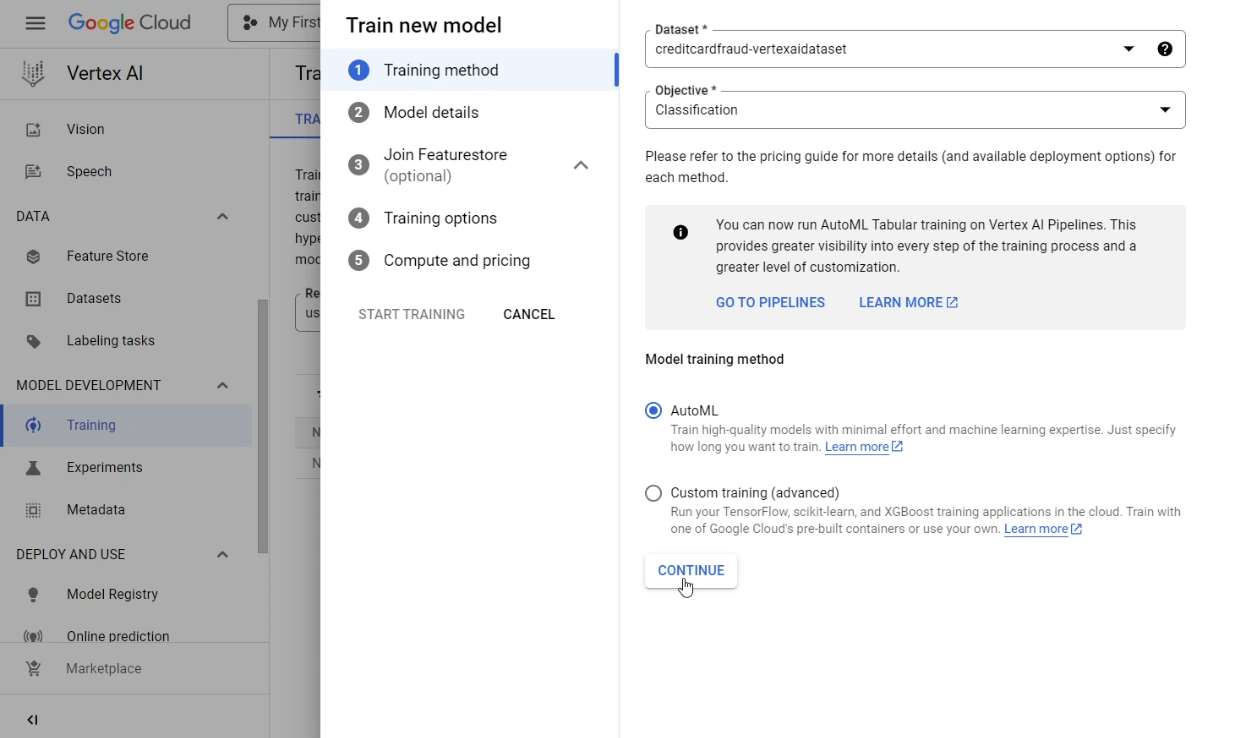 Google Cloud
My First
Vertex AI
Vision
Speech
DATA
Feature Store
Datasets
Labeling tasks
MODEL DEVELOPMENT
Training
Experiments
Metadata
DEPLOY AND USE
Model Registry
Online prediction
Marketplace
Tra
TRA
Trai
train
cust
hype
mod
Re
us
N
N
Train new model
1 Training method
2 Model details
3 Join Featurestore
(optional)
4 Training options
5 Compute and pricing
START TRAINING CANCEL
Dataset *
creditcardfraud-vertexaidataset
Objective *
Classification
Please refer to the pricing guide for more details (and available deployment options) for
each method.
You can now run AutoML Tabular training on Vertex AI Pipelines. This
provides greater visibility into every step of the training process and a
greater level of customization.
GO TO PIPELINES LEARN MORE
Model training method
AutoML
Train high-quality models with minimal effort and machine learning expertise. Just specify
how long you want to train. Learn more
Custom training (advanced)
Run your TensorFlow, scikit-learn, and XGBoost training applications in the cloud. Train with
one of Google Cloud's pre-built containers or use your own. Learn more
CONTINUE